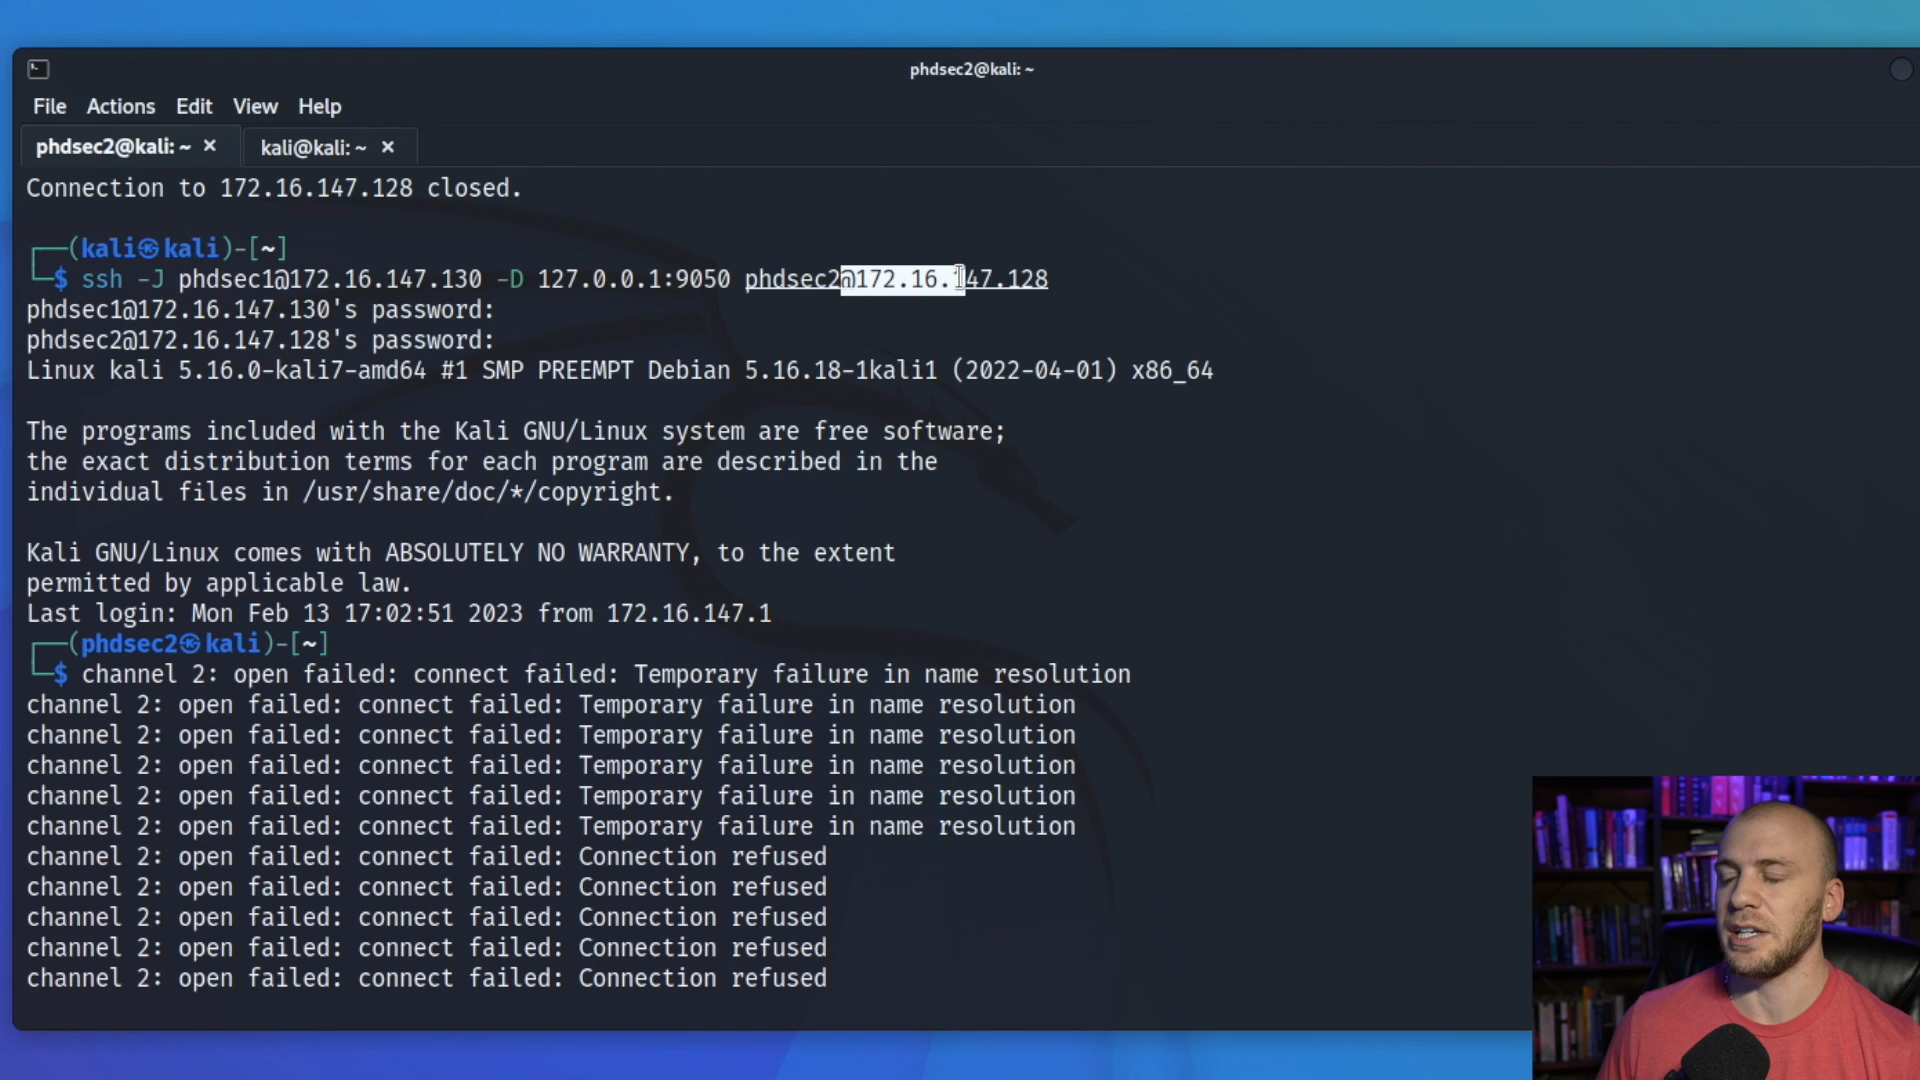 phdsec2@kali: ~
File Actions Edit View Help
phdsec2@kali: ~ × kali@kali: ~ ×
Connection to 172.16.147.128 closed.
┌──(kali㉿kali)-[~]
└─$ ssh -J phdsec1@172.16.147.130 -D 127.0.0.1:9050 phdsec2@172.16.147.128
phdsec1@172.16.147.130's password:
phdsec2@172.16.147.128's password:
Linux kali 5.16.0-kali7-amd64 #1 SMP PREEMPT Debian 5.16.18-1kali1 (2022-04-01) x86_64
The programs included with the Kali GNU/Linux system are free software;
the exact distribution terms for each program are described in the
individual files in /usr/share/doc/*/copyright.
Kali GNU/Linux comes with ABSOLUTELY NO WARRANTY, to the extent
permitted by applicable law.
Last login: Mon Feb 13 17:02:51 2023 from 172.16.147.1
┌──(phdsec2㉿kali)-[~]
└─$ channel 2: open failed: connect failed: Temporary failure in name resolution
channel 2: open failed: connect failed: Temporary failure in name resolution
channel 2: open failed: connect failed: Temporary failure in name resolution
channel 2: open failed: connect failed: Temporary failure in name resolution
channel 2: open failed: connect failed: Temporary failure in name resolution
channel 2: open failed: connect failed: Temporary failure in name resolution
channel 2: open failed: connect failed: Connection refused
channel 2: open failed: connect failed: Connection refused
channel 2: open failed: connect failed: Connection refused
channel 2: open failed: connect failed: Connection refused
channel 2: open failed: connect failed: Connection refused